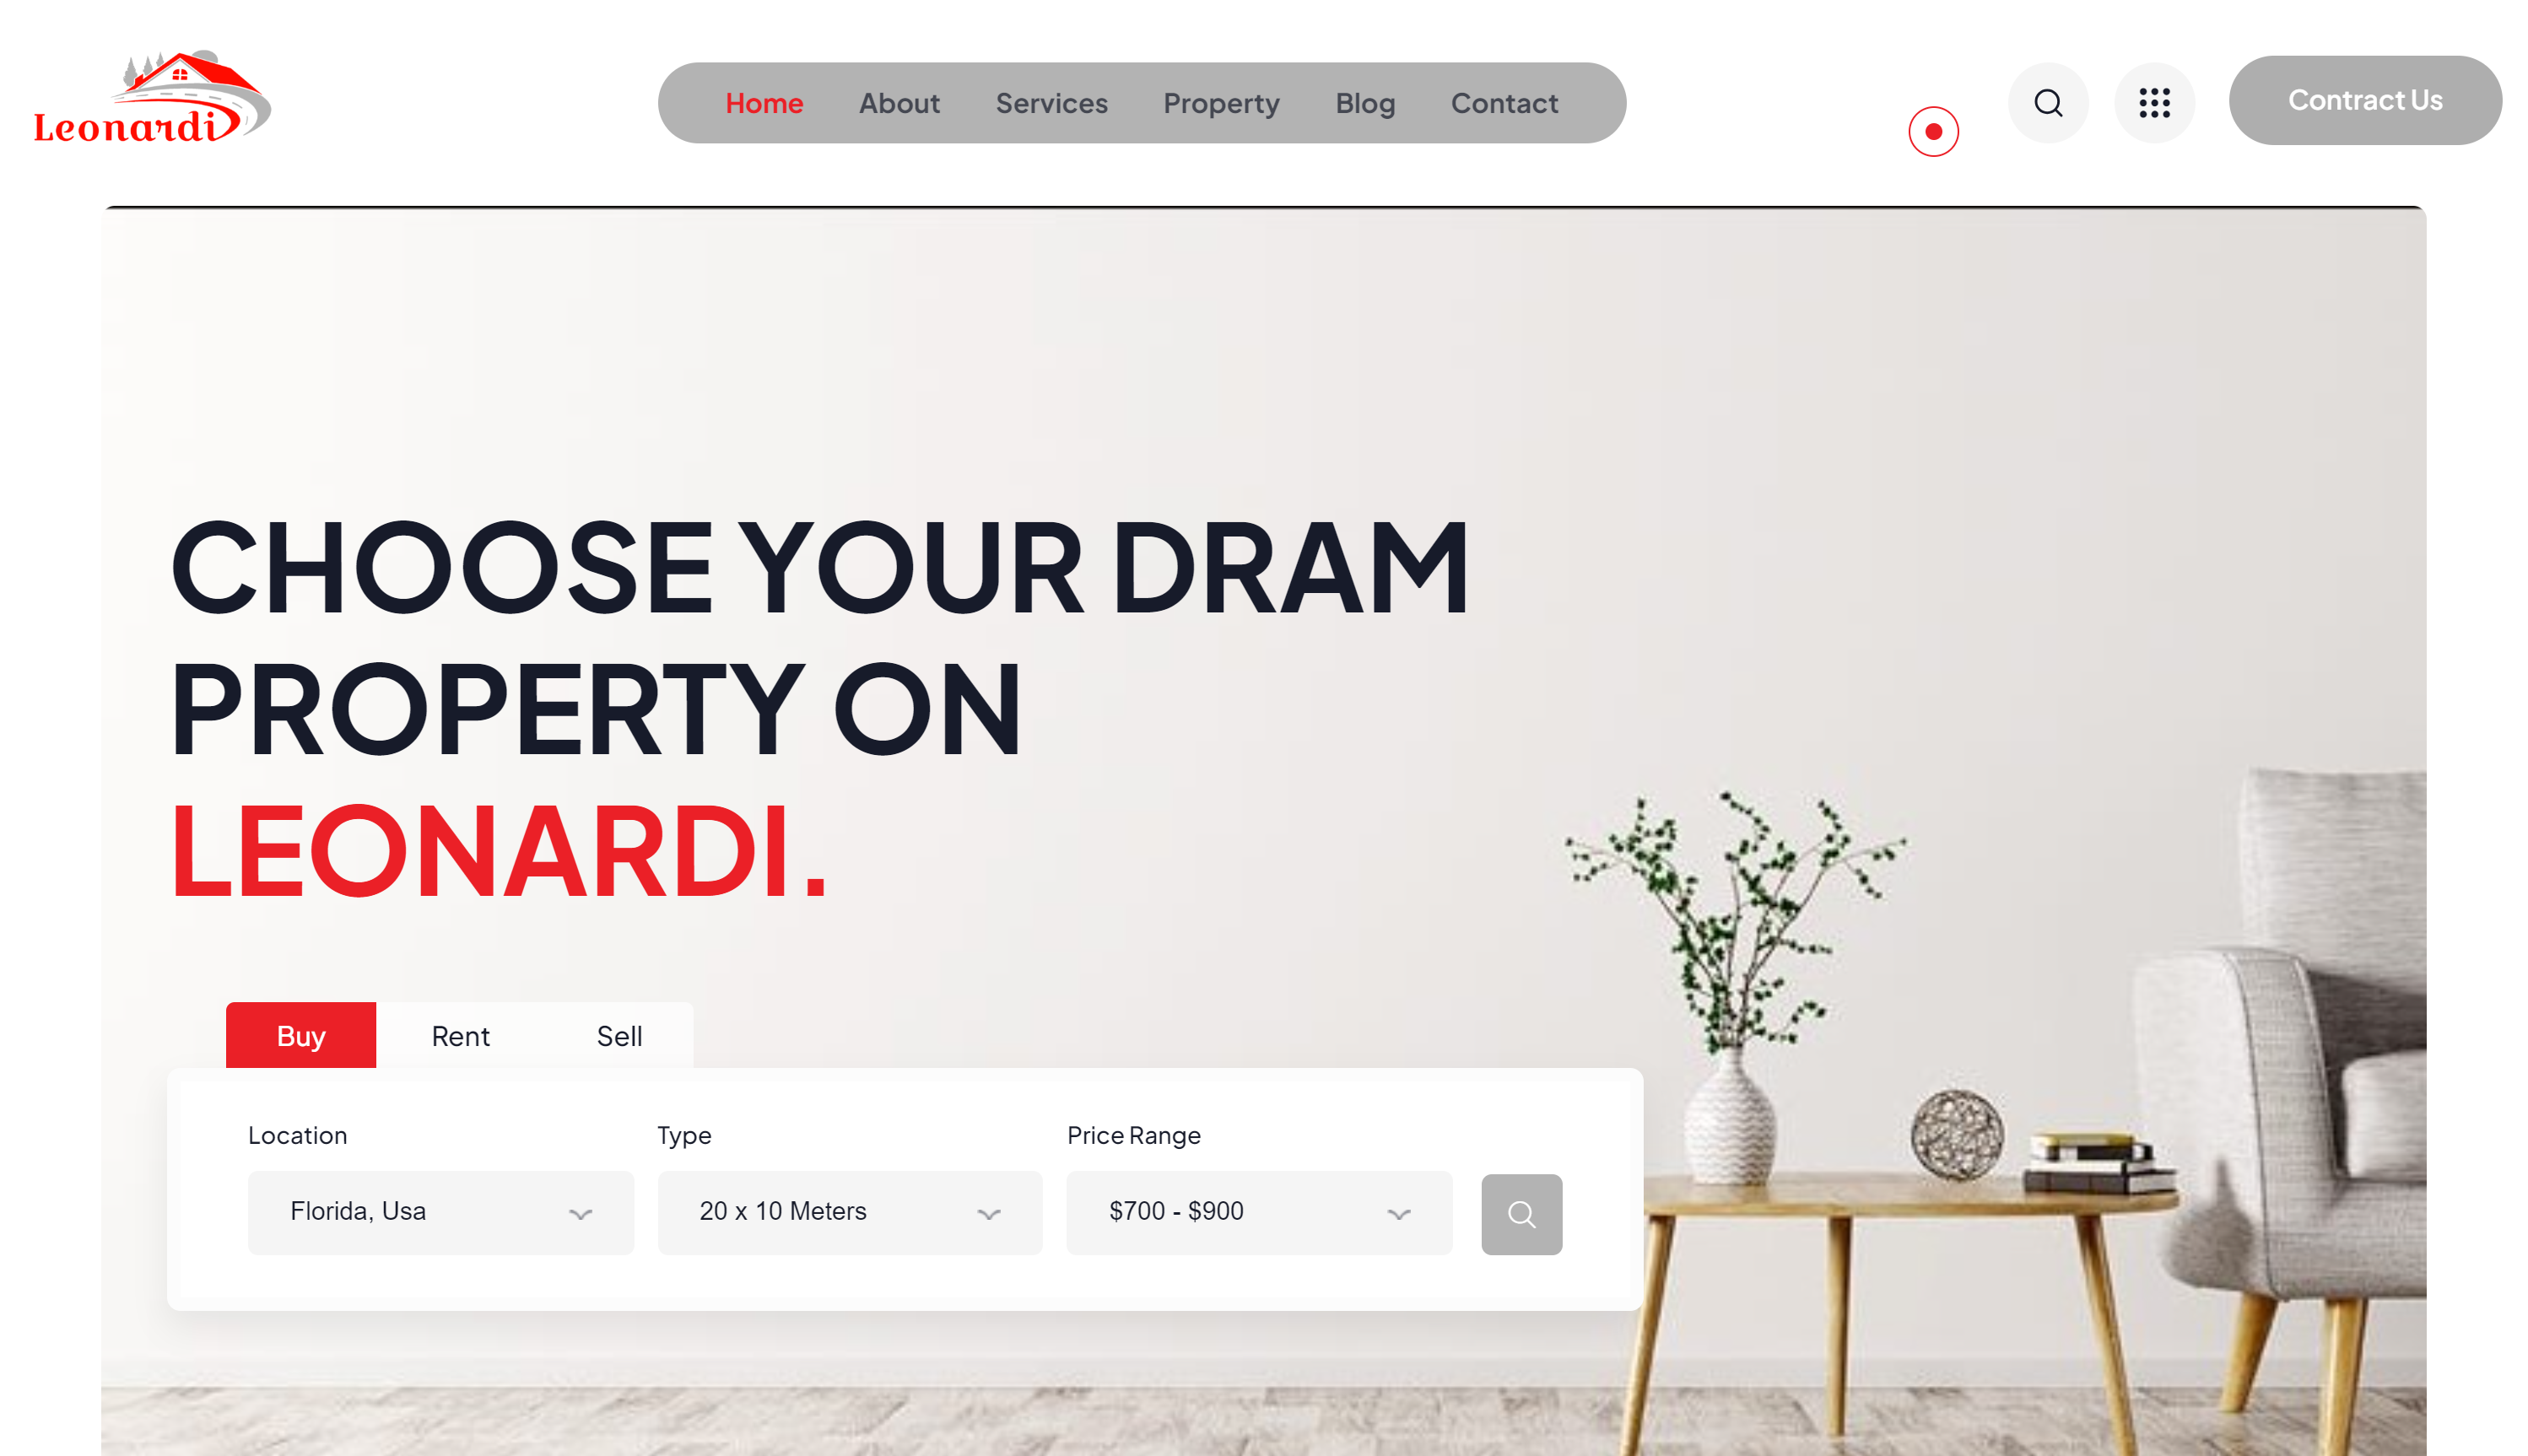 Leonardi
Home About Services Property Blog Contact
Contract Us
CHOOSE YOUR DRAM
PROPERTY ON
LEONARDI.
Buy Rent Sell
Location Type Price Range
Florida, Usa 20 x 10 Meters $700 - $900